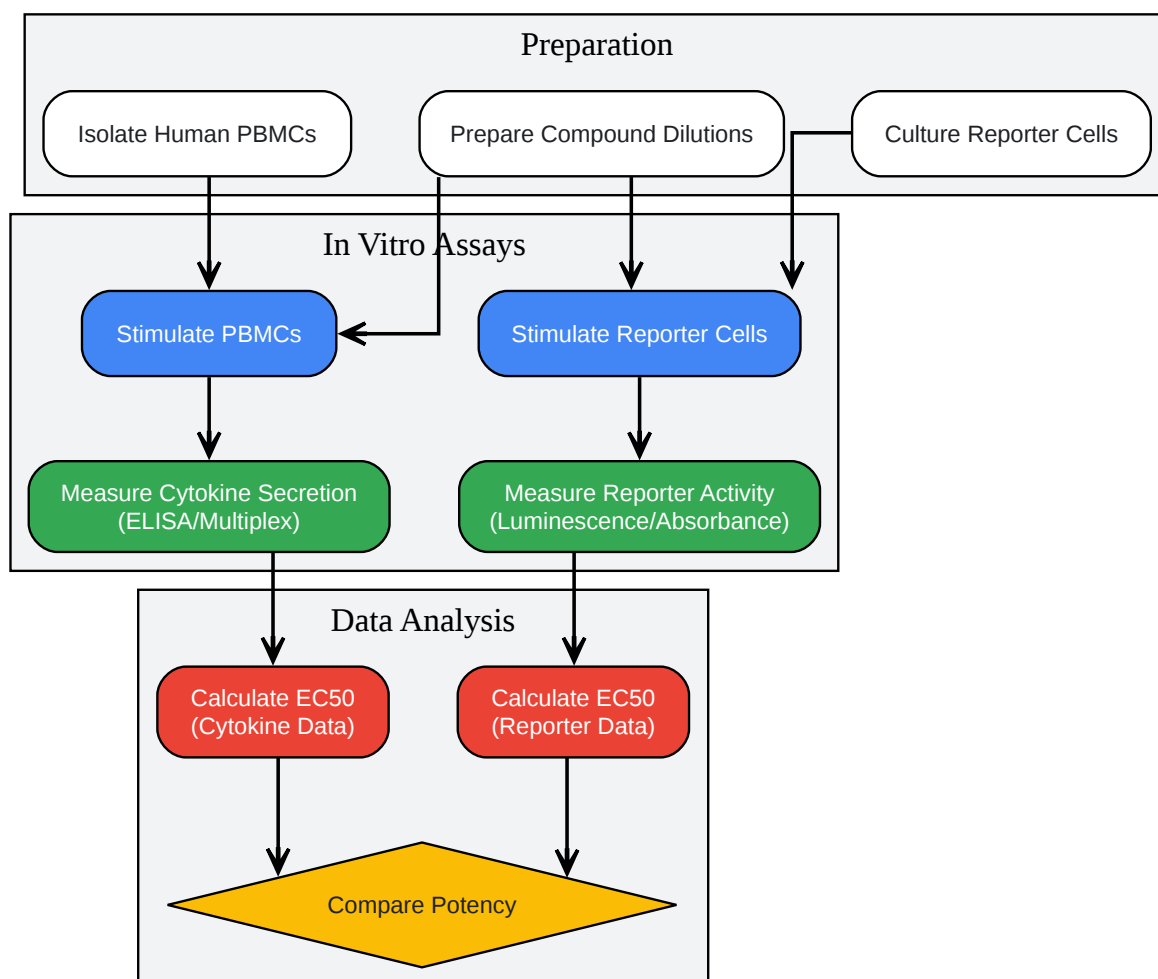 Preparation
Isolate Human PBMCs
Prepare Compound Dilutions
Culture Reporter Cells
In Vitro Assays
Stimulate PBMCs
Stimulate Reporter Cells
Measure Cytokine Secretion
(ELISA/Multiplex)
Measure Reporter Activity
(Luminescence/Absorbance)
Data Analysis
Calculate EC50
(Cytokine Data)
Calculate EC50
(Reporter Data)
Compare Potency